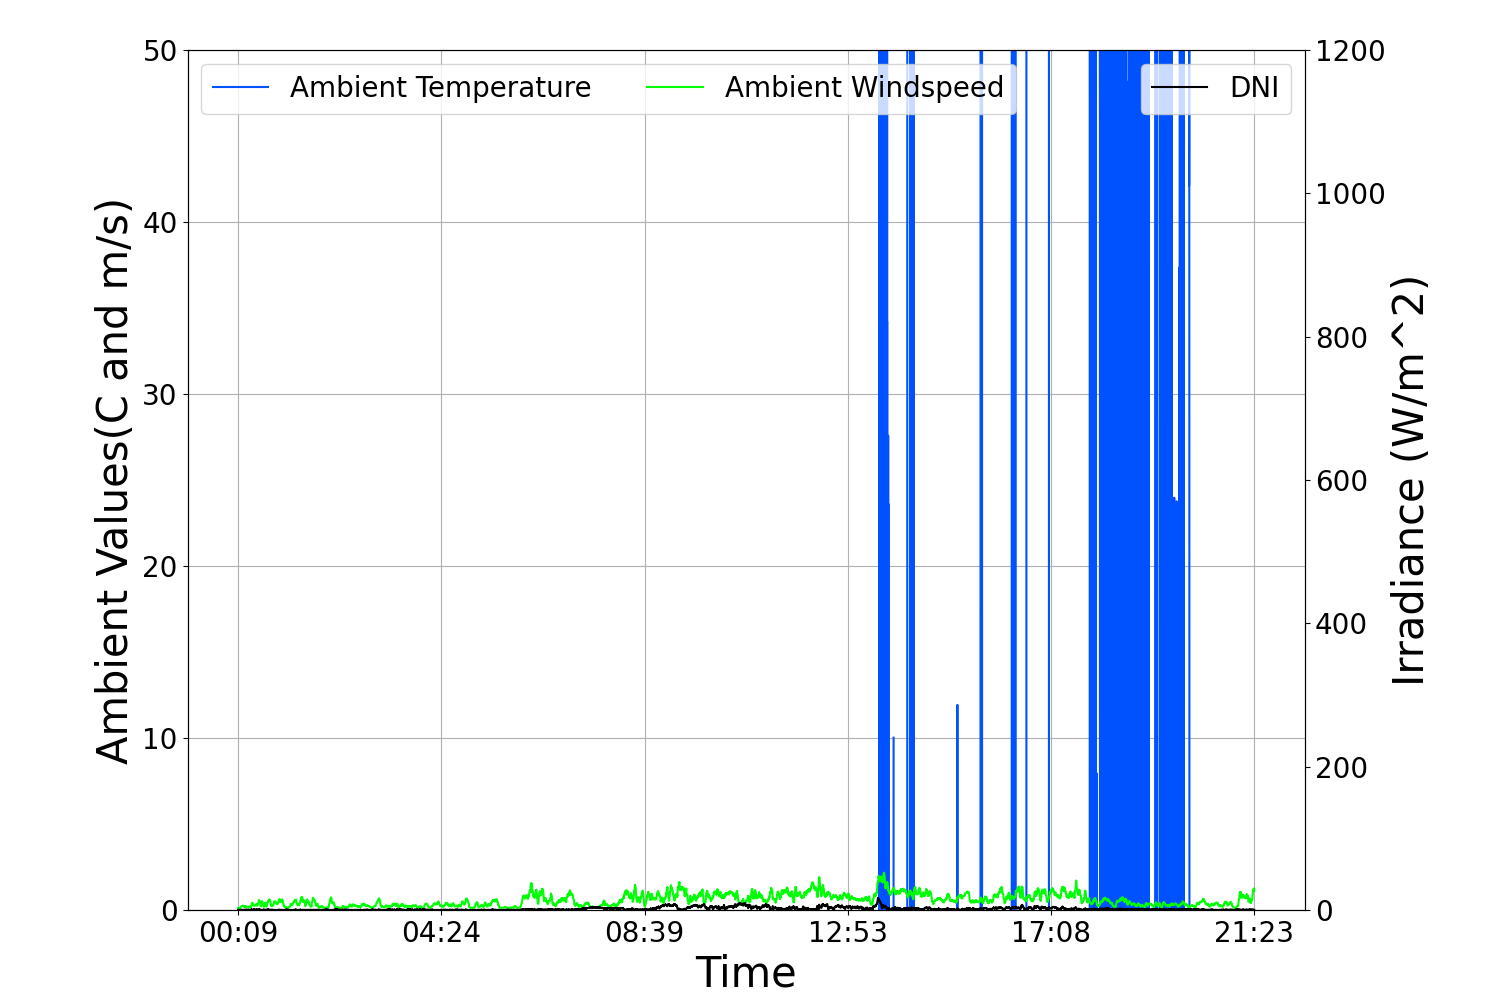 Ambient Temperature
Ambient Windspeed
DNI
Ambient Values(C and m/s)
50
40
30
20
10
0
1200
1000
800
600
400
200
0
Irradiance (W/m^2)
00:09 04:24 08:39 12:53 17:08 21:23
Time